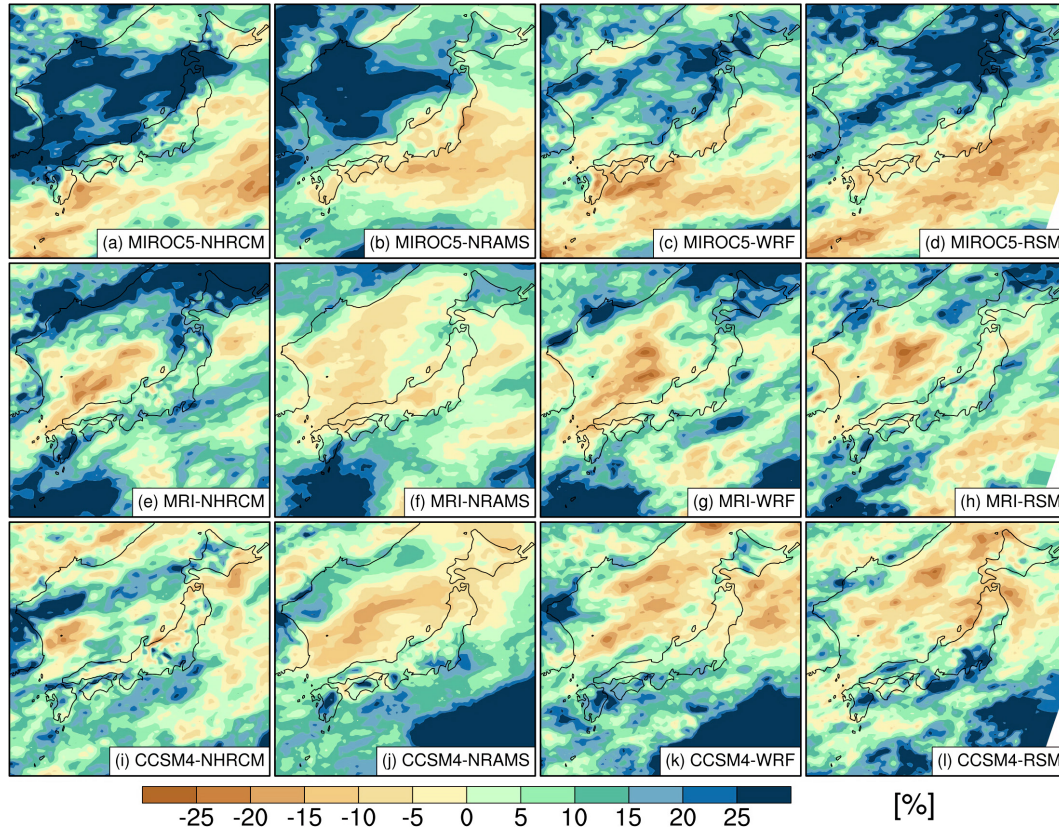 (a) MIROC5-NHRCM
(b) MIROC5-NRAMS
(c) MIROC5-WRF
(d) MIROC5-RSM
(e) MRI-NHRCM
(f) MRI-NRAMS
(g) MRI-WRF
(h) MRI-RSM
(i) CCSM4-NHRCM
(j) CCSM4-NRAMS
(k) CCSM4-WRF
(l) CCSM4-RSM
-25 -20 -15 -10 -5 0 5 10 15 20 25 [%]